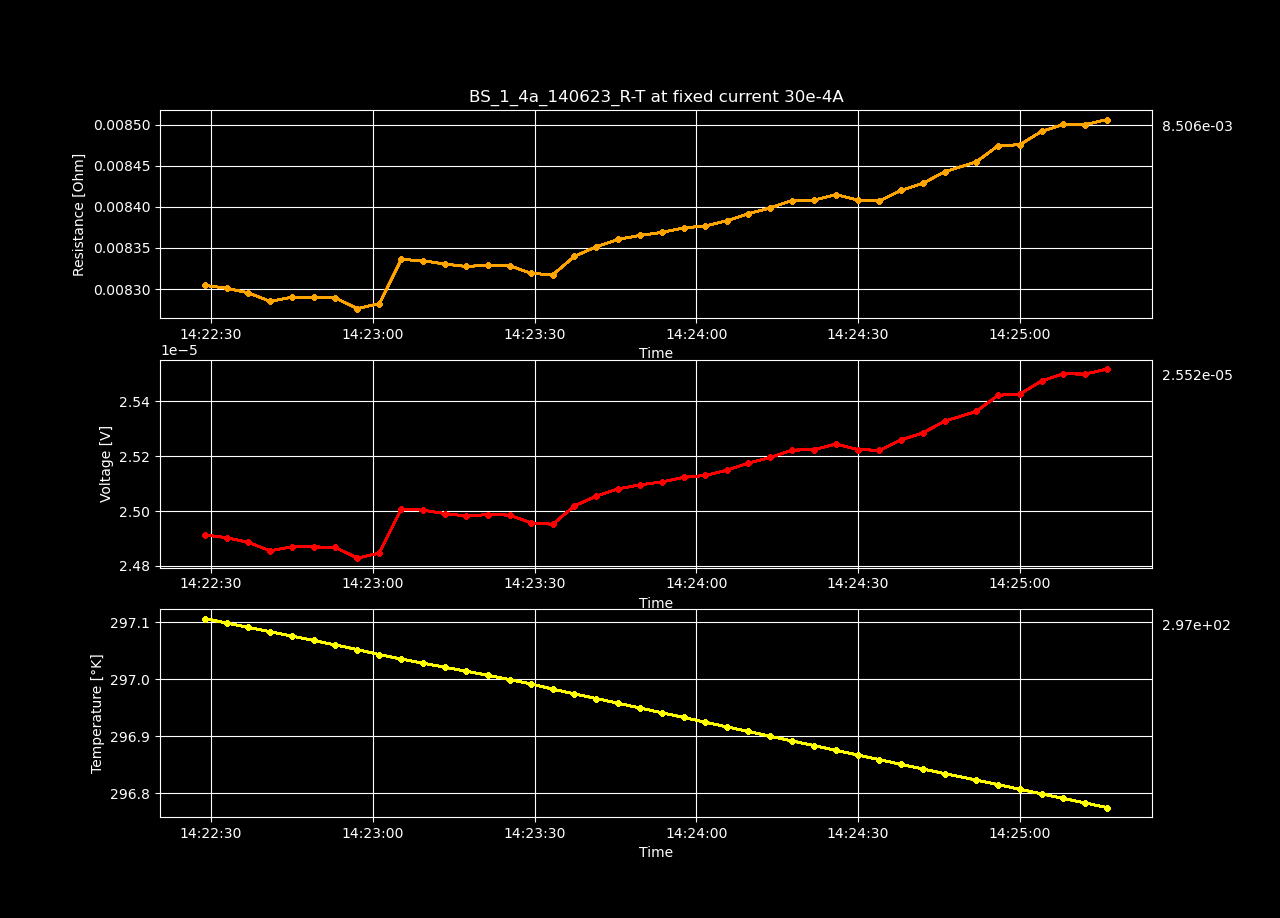 BS_1_4a_140623_R-T at fixed current 30e-4A
Resistance [Ohm]
0.00850
0.00845
0.00840
0.00835
0.00830
8.506e-03
14:22:30 14:23:00 14:23:30 14:24:00 14:24:30 14:25:00
Time
1e−5
Voltage [V]
2.54
2.52
2.50
2.48
2.552e-05
14:22:30 14:23:00 14:23:30 14:24:00 14:24:30 14:25:00
Time
Temperature [°K]
297.1
297.0
296.9
296.8
2.97e+02
14:22:30 14:23:00 14:23:30 14:24:00 14:24:30 14:25:00
Time